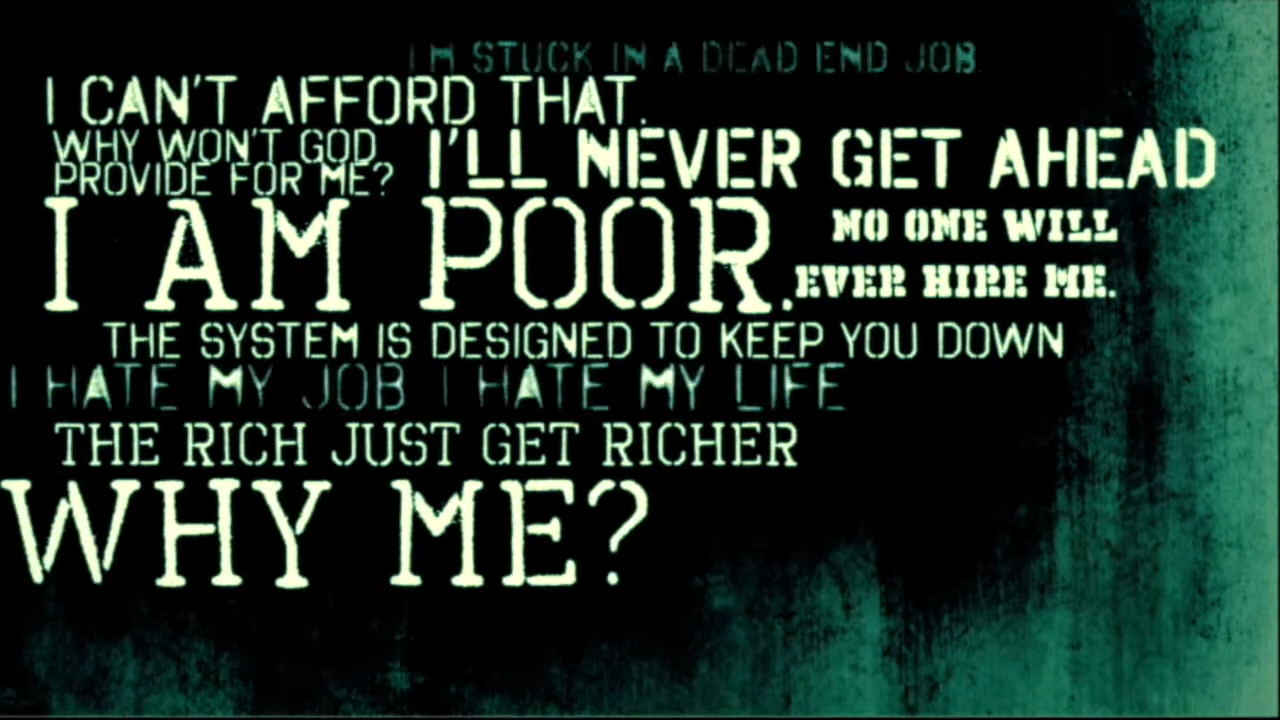 I'M STUCK IN A DEAD END JOB.
I CAN'T AFFORD THAT.
WHY WON'T GOD
PROVIDE FOR ME?
I'LL NEVER GET AHEAD
I AM POOR.
NO ONE WILL
EVER HIRE ME.
THE SYSTEM IS DESIGNED TO KEEP YOU DOWN
I HATE MY JOB I HATE MY LIFE
THE RICH JUST GET RICHER
WHY ME?